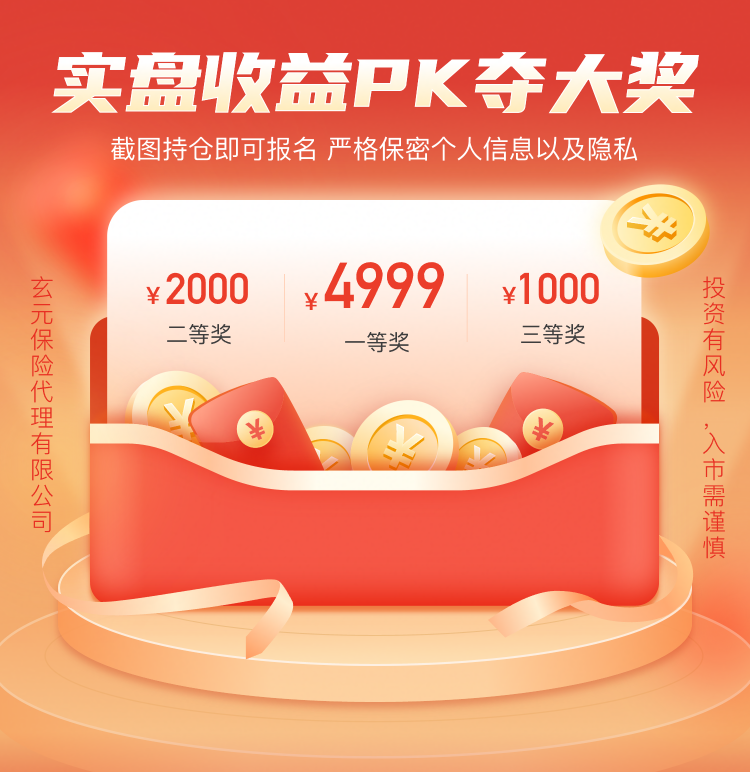 实盘收益PK夺大奖
截图持仓即可报名 严格保密个人信息以及隐私
¥2000
二等奖
¥4999
一等奖
¥1000
三等奖
玄元保险代理有限公司
投资有风险,入市需谨慎
¥
¥
¥
¥
¥
¥
¥